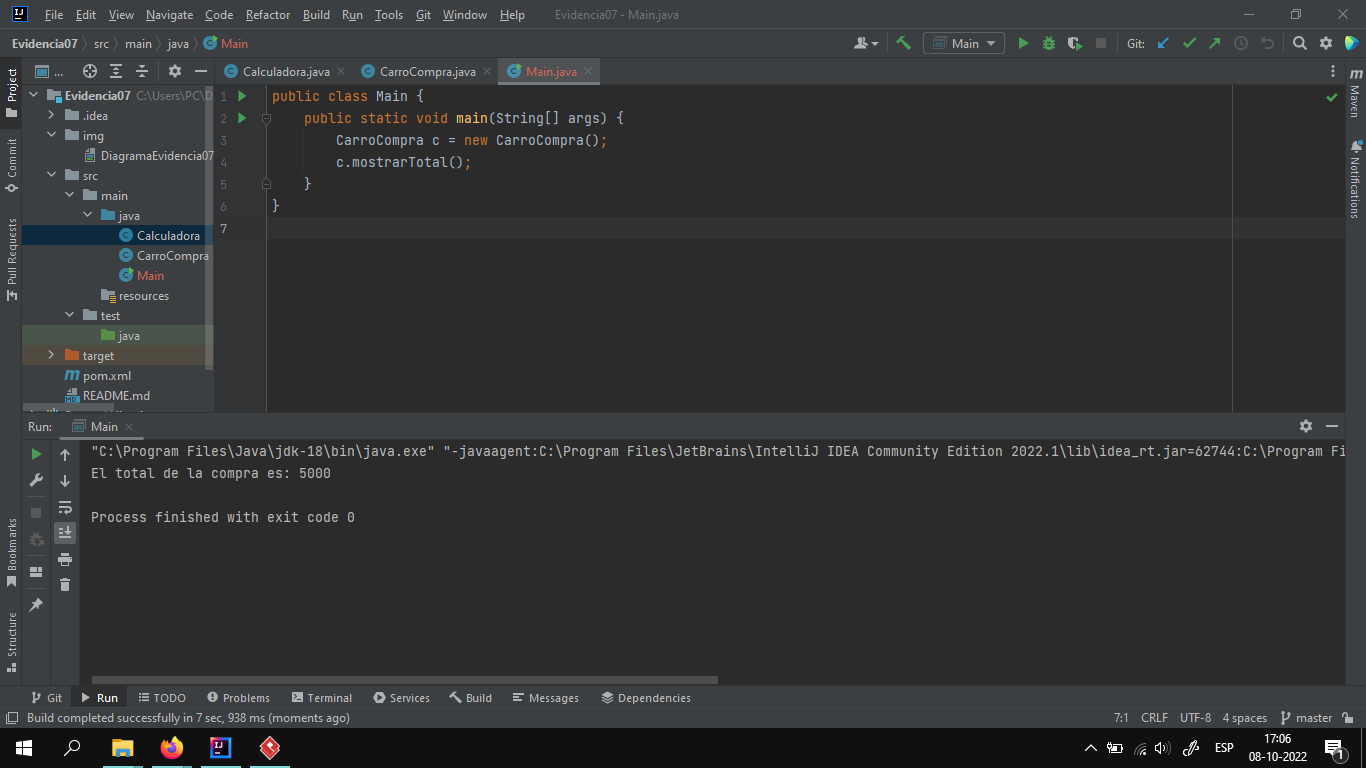 File Edit View Navigate Code Refactor Build Run Tools Git Window Help Evidencia07 - Main.java
Evidencia07 src main java Main
Main
Git:
...
Calculadora.java CarroCompra.java Main.java
Project
Commit
Pull Requests
Bookmarks
Structure
Evidencia07 C:\Users\PC\D
.idea
img
DiagramaEvidencia07
src
main
java
Calculadora
CarroCompra
Main
resources
test
java
target
pom.xml
README.md
1 public class Main {
2 public static void main(String[] args) {
3 CarroCompra c = new CarroCompra();
4 c.mostrarTotal();
5 }
6 }
7
Maven
Notifications
Run: Main
"C:\Program Files\Java\jdk-18\bin\java.exe" "-javaagent:C:\Program Files\JetBrains\IntelliJ IDEA Community Edition 2022.1\lib\idea_rt.jar=62744:C:\Program Fi
El total de la compra es: 5000
Process finished with exit code 0
Git Run TODO Problems Terminal Services Build Messages Dependencies
Build completed successfully in 7 sec, 938 ms (moments ago) 7:1 CRLF UTF-8 4 spaces master
ESP
17:06
08-10-2022
1